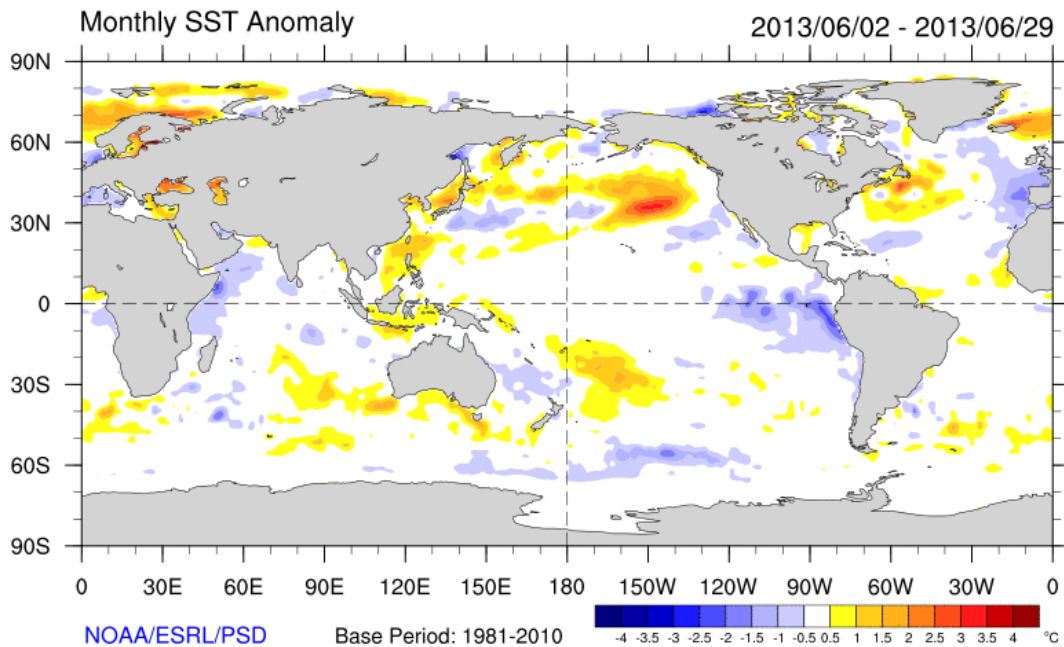 Monthly SST Anomaly 2013/06/02 - 2013/06/29
90N
60N
30N
0
30S
60S
90S
0 30E 60E 90E 120E 150E 180 150W 120W 90W 60W 30W 0
NOAA/ESRL/PSD Base Period: 1981-2010
-4 -3.5 -3 -2.5 -2 -1.5 -1 -0.5 0.5 1 1.5 2 2.5 3 3.5 4 °C